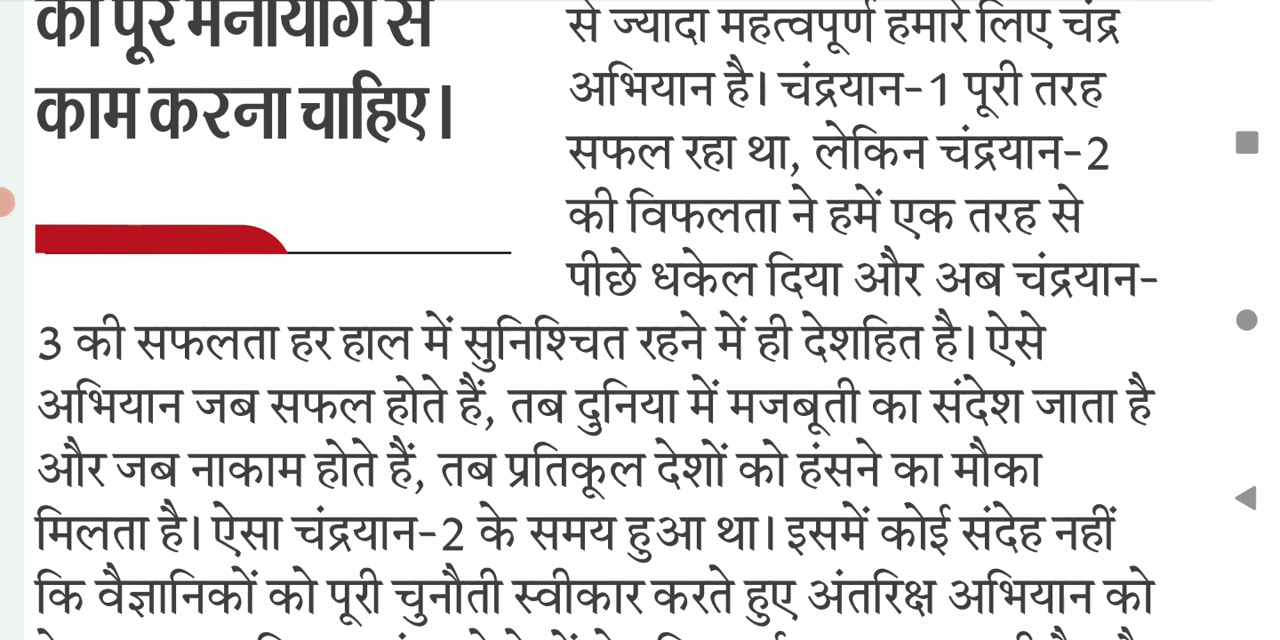 को पूरे मनोयोग से
काम करना चाहिए।
से ज्यादा महत्वपूर्ण हमारे लिए चंद्र
अभियान है। चंद्रयान-1 पूरी तरह
सफल रहा था, लेकिन चंद्रयान-2
की विफलता ने हमें एक तरह से
पीछे धकेल दिया और अब चंद्रयान-
3 की सफलता हर हाल में सुनिश्चित रहने में ही देशहित है। ऐसे
अभियान जब सफल होते हैं, तब दुनिया में मजबूती का संदेश जाता है
और जब नाकाम होते हैं, तब प्रतिकूल देशों को हंसने का मौका
मिलता है। ऐसा चंद्रयान-2 के समय हुआ था। इसमें कोई संदेह नहीं
कि वैज्ञानिकों को पूरी चुनौती स्वीकार करते हुए अंतरिक्ष अभियान को